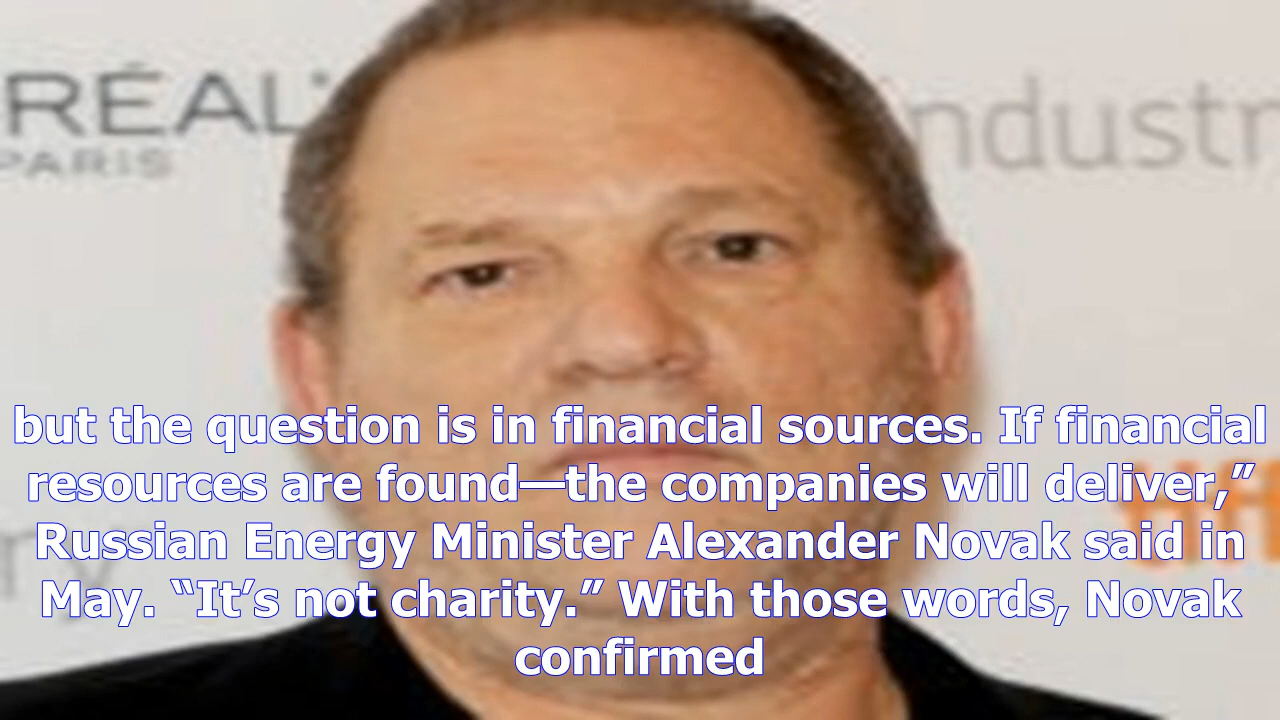 RÉAL
PARIS
ndustr
but the question is in financial sources. If financial
resources are found—the companies will deliver,”
Russian Energy Minister Alexander Novak said in
May. “It’s not charity.” With those words, Novak
confirmed